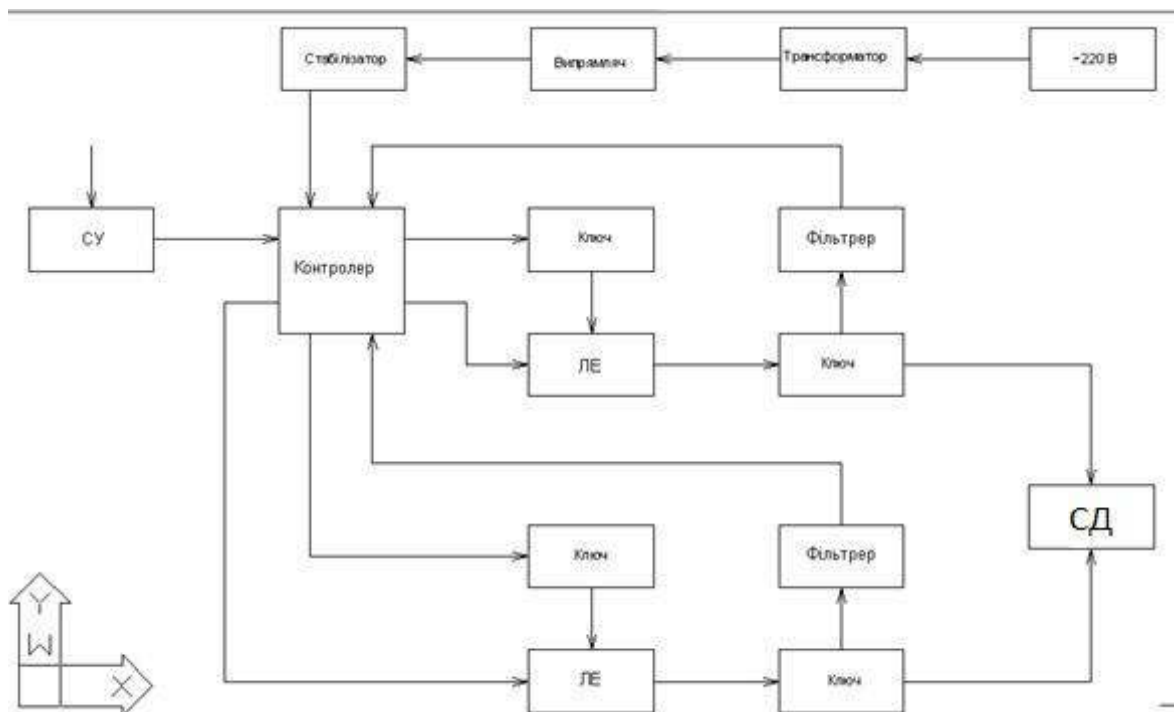 Стабілізатор
Випрямляч
Трансформатор
~220 В
СУ
Контролер
Ключ
Фільтрер
ЛЕ
Ключ
СД
Ключ
Фільтрер
ЛЕ
Ключ
Y
W
X